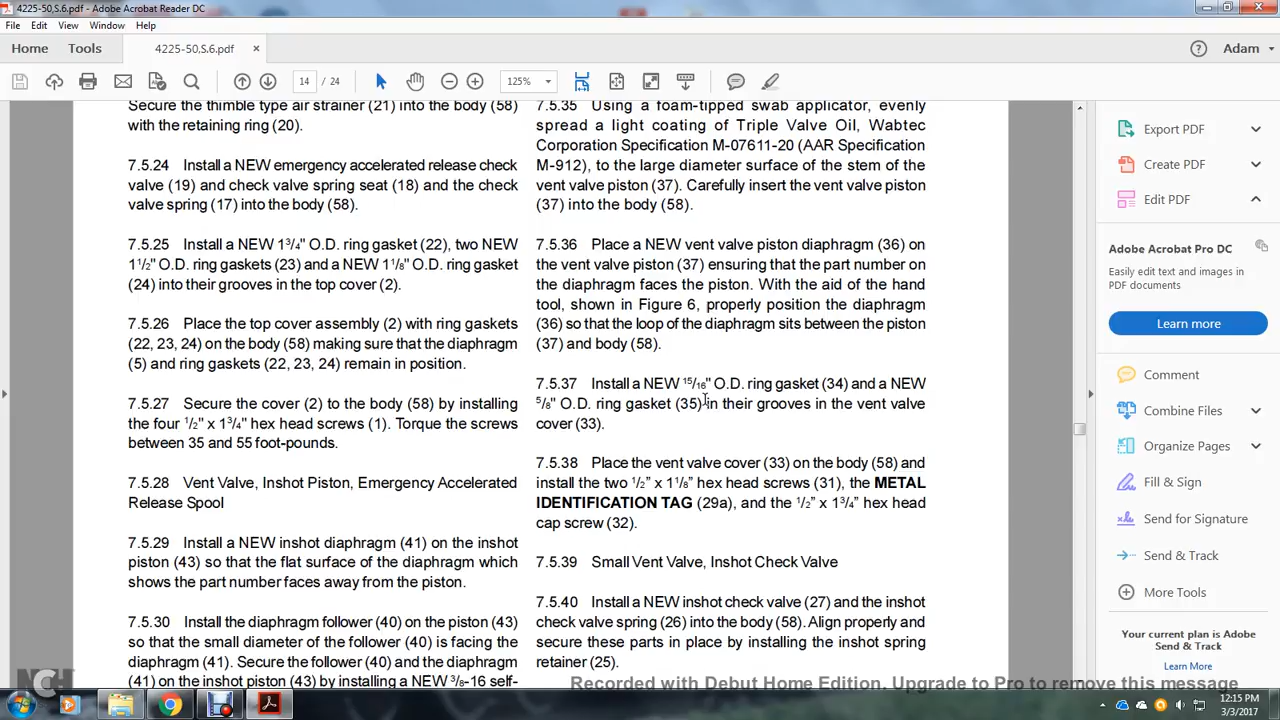 4225-50,S.6.pdf - Adobe Acrobat Reader DC
File Edit View Window Help
Home Tools 4225-50,S.6.pdf × Adam
14 / 24 125%
Secure the thimble type air strainer (21) into the body (58)
with the retaining ring (20).
7.5.24 Install a NEW emergency accelerated release check
valve (19) and check valve spring seat (18) and the check
valve spring (17) into the body (58).
7.5.25 Install a NEW 1 3/4" O.D. ring gasket (22), two NEW
1 1/2" O.D. ring gaskets (23) and a NEW 1 1/8" O.D. ring gasket
(24) into their grooves in the top cover (2).
7.5.26 Place the top cover assembly (2) with ring gaskets
(22, 23, 24) on the body (58) making sure that the diaphragm
(5) and ring gaskets (22, 23, 24) remain in position.
7.5.27 Secure the cover (2) to the body (58) by installing
the four 1/2" x 1 3/4" hex head screws (1). Torque the screws
between 35 and 55 foot-pounds.
7.5.28 Vent Valve, Inshot Piston, Emergency Accelerated
Release Spool
7.5.29 Install a NEW inshot diaphragm (41) on the inshot
piston (43) so that the flat surface of the diaphragm which
shows the part number faces away from the piston.
7.5.30 Install the diaphragm follower (40) on the piston (43)
so that the small diameter of the follower (40) is facing the
diaphragm (41). Secure the follower (40) and the diaphragm
(41) on the inshot piston (43) by installing a NEW 3/8-16 self-
7.5.35 Using a foam-tipped swab applicator, evenly
spread a light coating of Triple Valve Oil, Wabtec
Corporation Specification M-07611-20 (AAR Specification
M-912), to the large diameter surface of the stem of the
vent valve piston (37). Carefully insert the vent valve piston
(37) into the body (58).
7.5.36 Place a NEW vent valve piston diaphragm (36) on
the vent valve piston (37) ensuring that the part number on
the diaphragm faces the piston. With the aid of the hand
tool, shown in Figure 6, properly position the diaphragm
(36) so that the loop of the diaphragm sits between the piston
(37) and body (58).
7.5.37 Install a NEW 15/16" O.D. ring gasket (34) and a NEW
5/8" O.D. ring gasket (35) in their grooves in the vent valve
cover (33).
7.5.38 Place the vent valve cover (33) on the body (58) and
install the two 1/2" x 1 1/8" hex head screws (31), the METAL
IDENTIFICATION TAG (29a), and the 1/2" x 1 3/4" hex head
cap screw (32).
7.5.39 Small Vent Valve, Inshot Check Valve
7.5.40 Install a NEW inshot check valve (27) and the inshot
check valve spring (26) into the body (58). Align properly and
secure these parts in place by installing the inshot spring
retainer (25).
Export PDF
Create PDF
Edit PDF
Adobe Acrobat Pro DC
Easily edit text and images in
PDF documents
Learn more
Comment
Combine Files
Organize Pages
Fill & Sign
Send for Signature
Send & Track
More Tools
Your current plan is Adobe
Send & Track
Learn More
NCH
Recorded with Debut Home Edition. Upgrade to Pro to remove this message
12:15 PM
3/3/2017